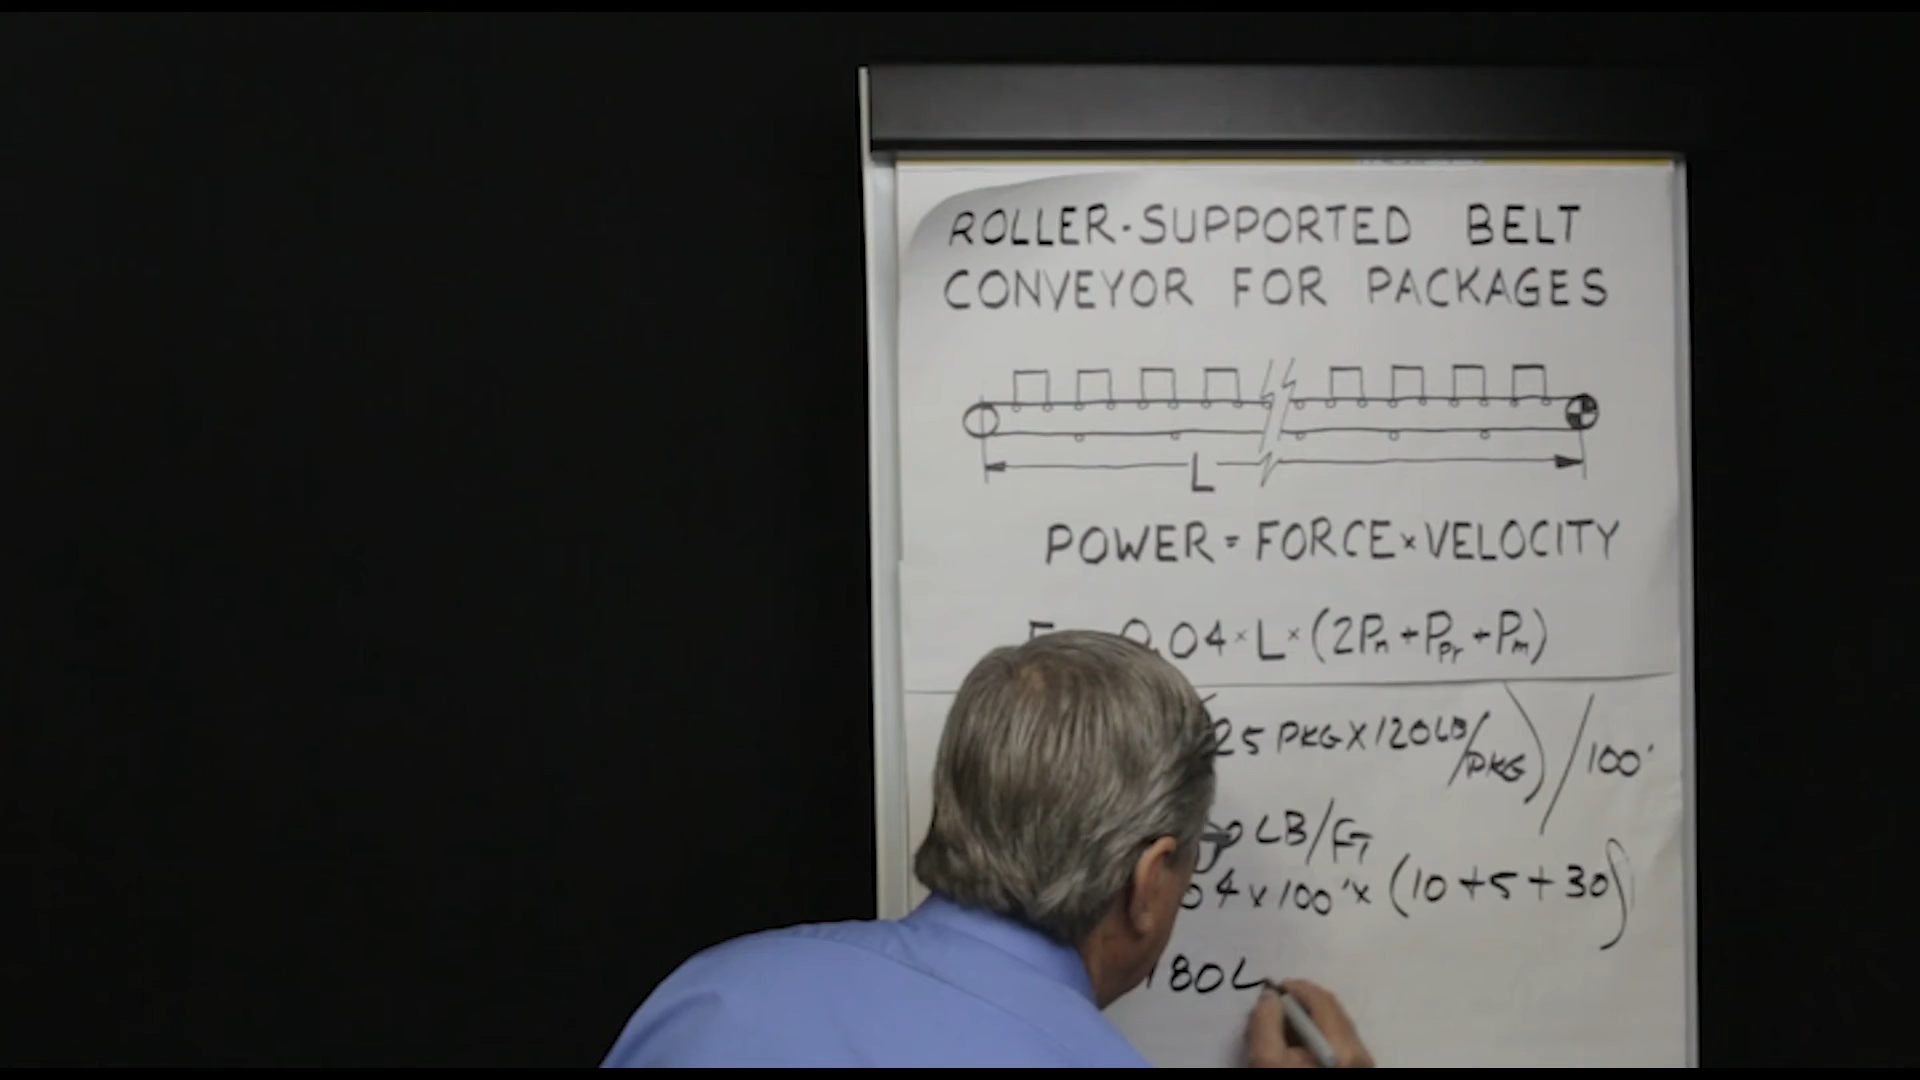 ROLLER-SUPPORTED BELT
CONVEYOR FOR PACKAGES
L
POWER = FORCE × VELOCITY
0.04 × L × (2Pn + Ppr + Pm)
25 PKG X 120 LB/PKG) / 100'
LB/FT
04 x 100' x (10 + 5 + 30)
180 L